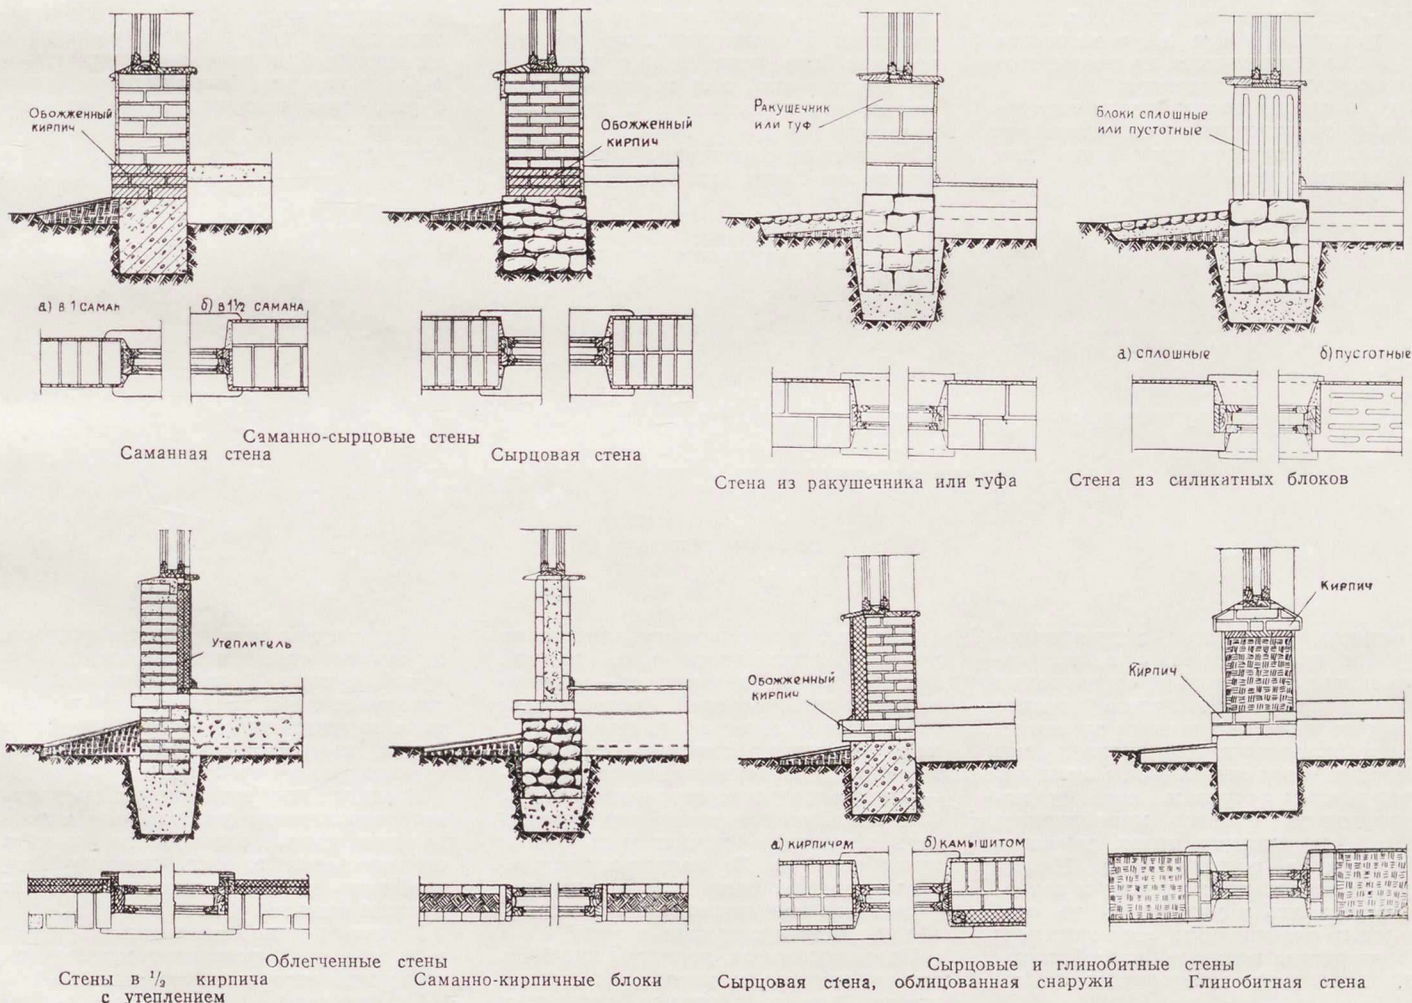 Обожженный
кирпич
Обожженный
кирпич
Ракушечник
или туф
блоки сплошные
или пустотные
а) в 1 саман
б) в 1½ самана
а) сплошные
б) пустотные
Саманно-сырцовые стены
Саманная стена
Сырцовая стена
Стена из ракушечника или туфа
Стена из силикатных блоков
Утеплитель
Обожженный
кирпич
Кирпич
Кирпич
а) кирпичом
б) камышитом
Облегченные стены
Стены в ½ кирпича
с утеплением
Саманно-кирпичные блоки
Сырцовые и глинобитные стены
Сырцовая стена, облицованная снаружи
Глинобитная стена